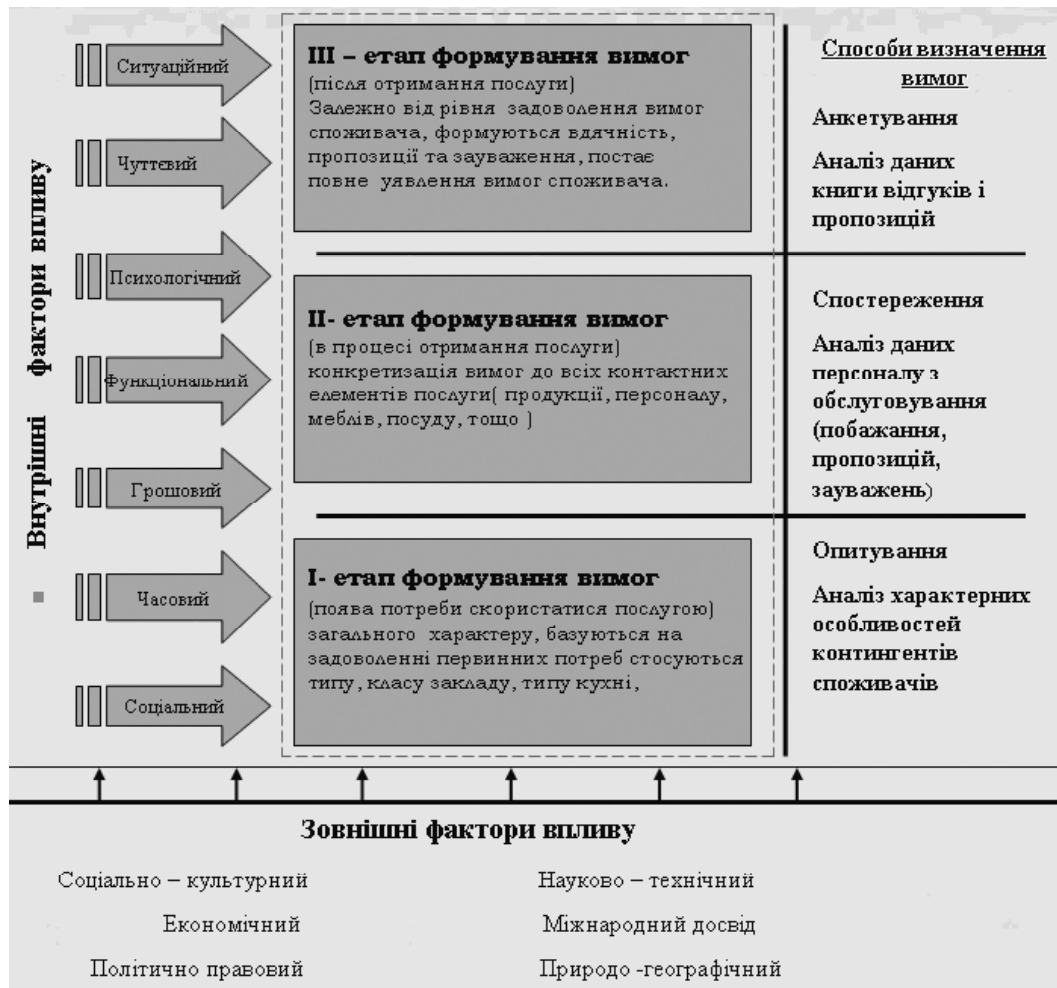 Внутрішні фактори впливу
Ситуаційний
Чуттєвий
Психологічний
Функціональний
Грошовий
Часовий
Соціальний
III – етап формування вимог
(після отримання послуги)
Залежно від рівня задоволення вимог
споживача, формуються вдячність,
пропозиції та зауваження, постає
повне уявлення вимог споживача.
II- етап формування вимог
(в процесі отримання послуги)
конкретизація вимог до всіх контактних
елементів послуги( продукції, персоналу,
меблів, посуду, тощо )
I- етап формування вимог
(поява потреби скористатися послугою)
загального характеру, базуються на
задоволенні первинних потреб стосуються
типу, класу закладу, типу кухні,
Способи визначення
вимог
Анкетування
Аналіз даних
книги відгуків і
пропозицій
Спостереження
Аналіз даних
персоналу з
обслуговування
(побажання,
пропозицій,
зауважень)
Опитування
Аналіз характерних
особливостей
контингентів
споживачів
Зовнішні фактори впливу
Соціально – культурний
Економічний
Політично правовий
Науково – технічний
Міжнародний досвід
Природо -географічний